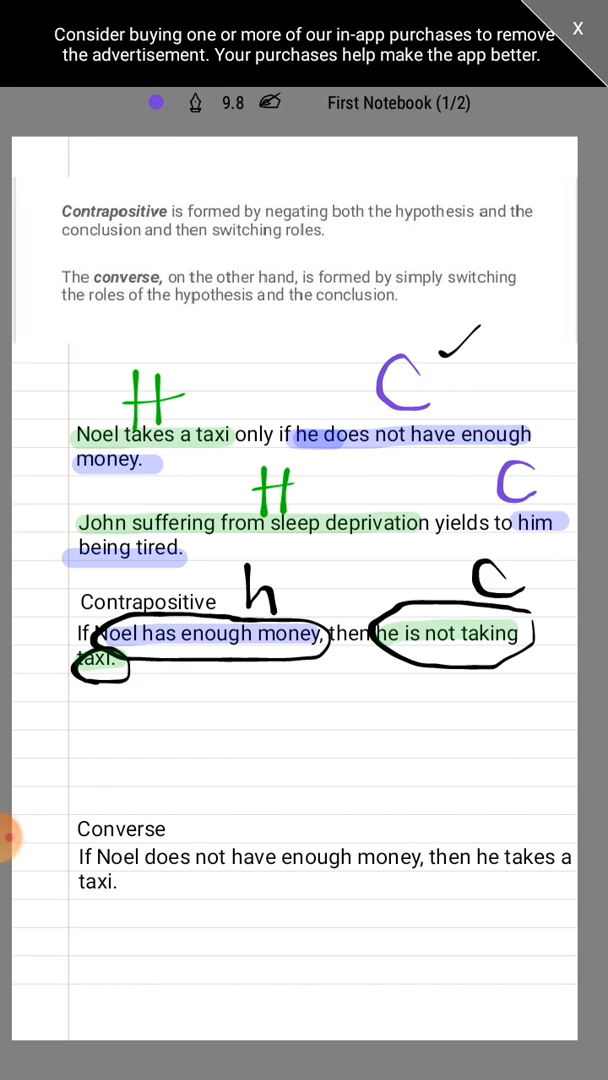 Consider buying one or more of our in-app purchases to remove
the advertisement. Your purchases help make the app better.
X
9.8 First Notebook (1/2)
Contrapositive is formed by negating both the hypothesis and the
conclusion and then switching roles.
The converse, on the other hand, is formed by simply switching
the roles of the hypothesis and the conclusion.
H C
Noel takes a taxi only if he does not have enough
money.
H C
John suffering from sleep deprivation yields to him
being tired.
h C
Contrapositive
If Noel has enough money, then he is not taking
taxi.
Converse
If Noel does not have enough money, then he takes a
taxi.